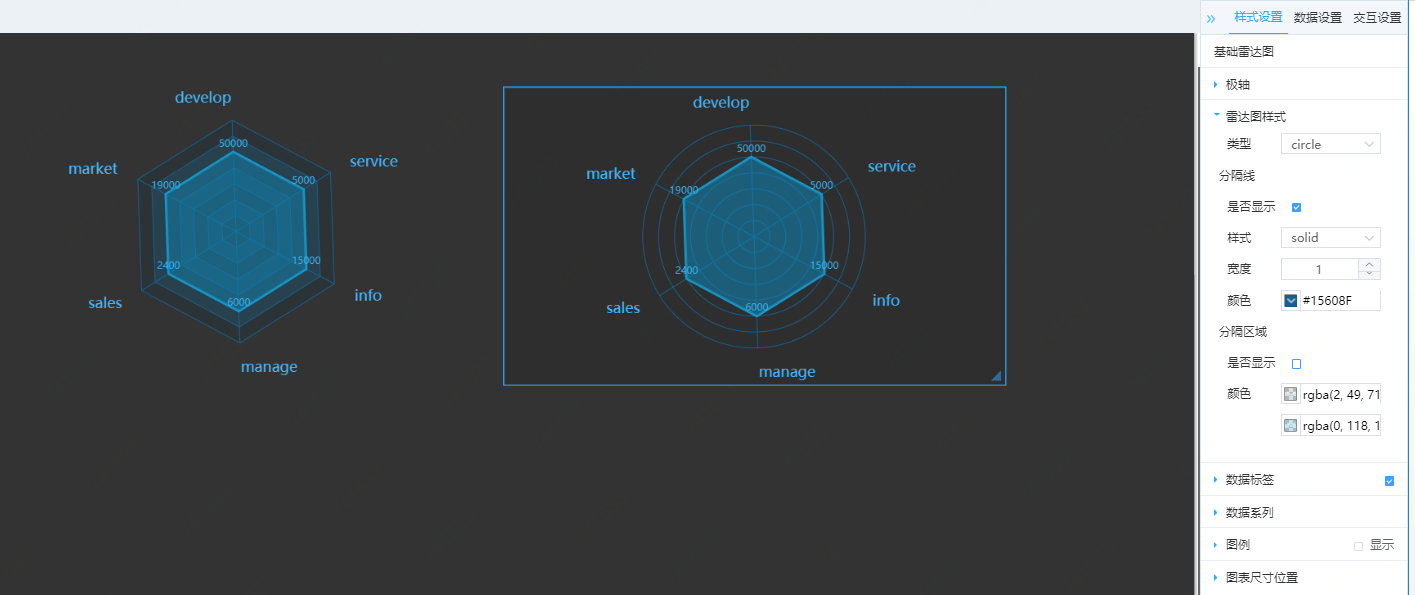 develop
50000
market
service
19000
5000
2400
15000
6000
sales
info
manage
develop
50000
market
service
19000
5000
2400
15000
6000
sales
info
manage
样式设置 数据设置 交互设置
基础雷达图
极轴
雷达图样式
类型 circle
分隔线
是否显示
样式 solid
宽度 1
颜色 #15608F
分隔区域
是否显示
颜色 rgba(2, 49, 71
rgba(0, 118, 1
数据标签
数据系列
图例 显示
图表尺寸位置